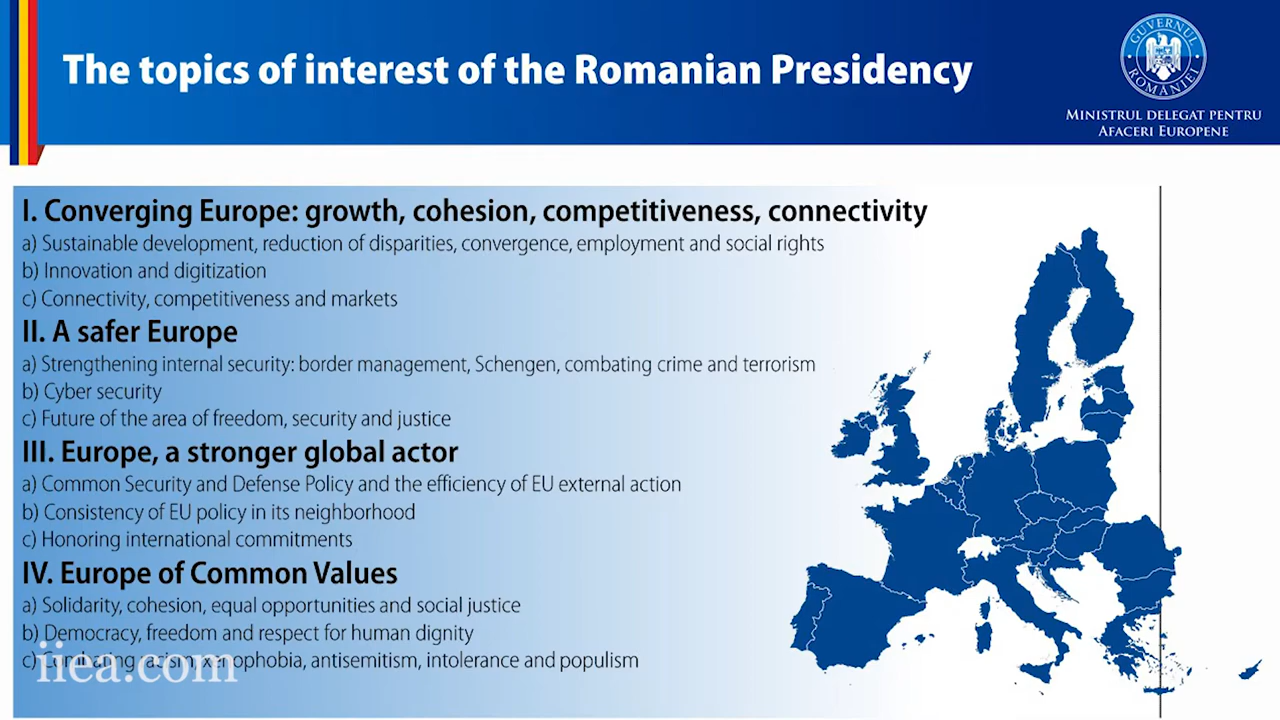 The topics of interest of the Romanian Presidency
GUVERNUL ROMÂNIEI
MINISTRUL DELEGAT PENTRU
AFACERI EUROPENE
I. Converging Europe: growth, cohesion, competitiveness, connectivity
a) Sustainable development, reduction of disparities, convergence, employment and social rights
b) Innovation and digitization
c) Connectivity, competitiveness and markets
II. A safer Europe
a) Strengthening internal security: border management, Schengen, combating crime and terrorism
b) Cyber security
c) Future of the area of freedom, security and justice
III. Europe, a stronger global actor
a) Common Security and Defense Policy and the efficiency of EU external action
b) Consistency of EU policy in its neighborhood
c) Honoring international commitments
IV. Europe of Common Values
a) Solidarity, cohesion, equal opportunities and social justice
b) Democracy, freedom and respect for human dignity
c) Combating racism, xenophobia, antisemitism, intolerance and populism
iiea.com